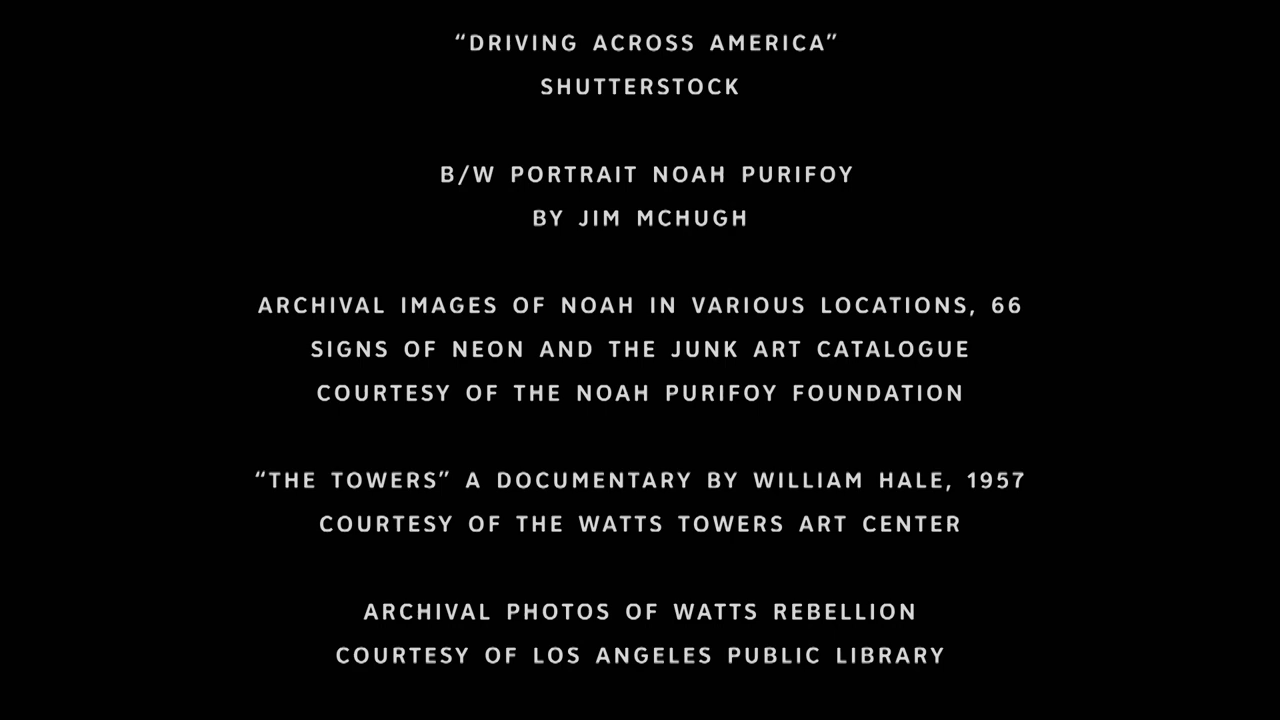 “DRIVING ACROSS AMERICA”
SHUTTERSTOCK
B/W PORTRAIT NOAH PURIFOY
BY JIM MCHUGH
ARCHIVAL IMAGES OF NOAH IN VARIOUS LOCATIONS, 66
SIGNS OF NEON AND THE JUNK ART CATALOGUE
COURTESY OF THE NOAH PURIFOY FOUNDATION
“THE TOWERS” A DOCUMENTARY BY WILLIAM HALE, 1957
COURTESY OF THE WATTS TOWERS ART CENTER
ARCHIVAL PHOTOS OF WATTS REBELLION
COURTESY OF LOS ANGELES PUBLIC LIBRARY